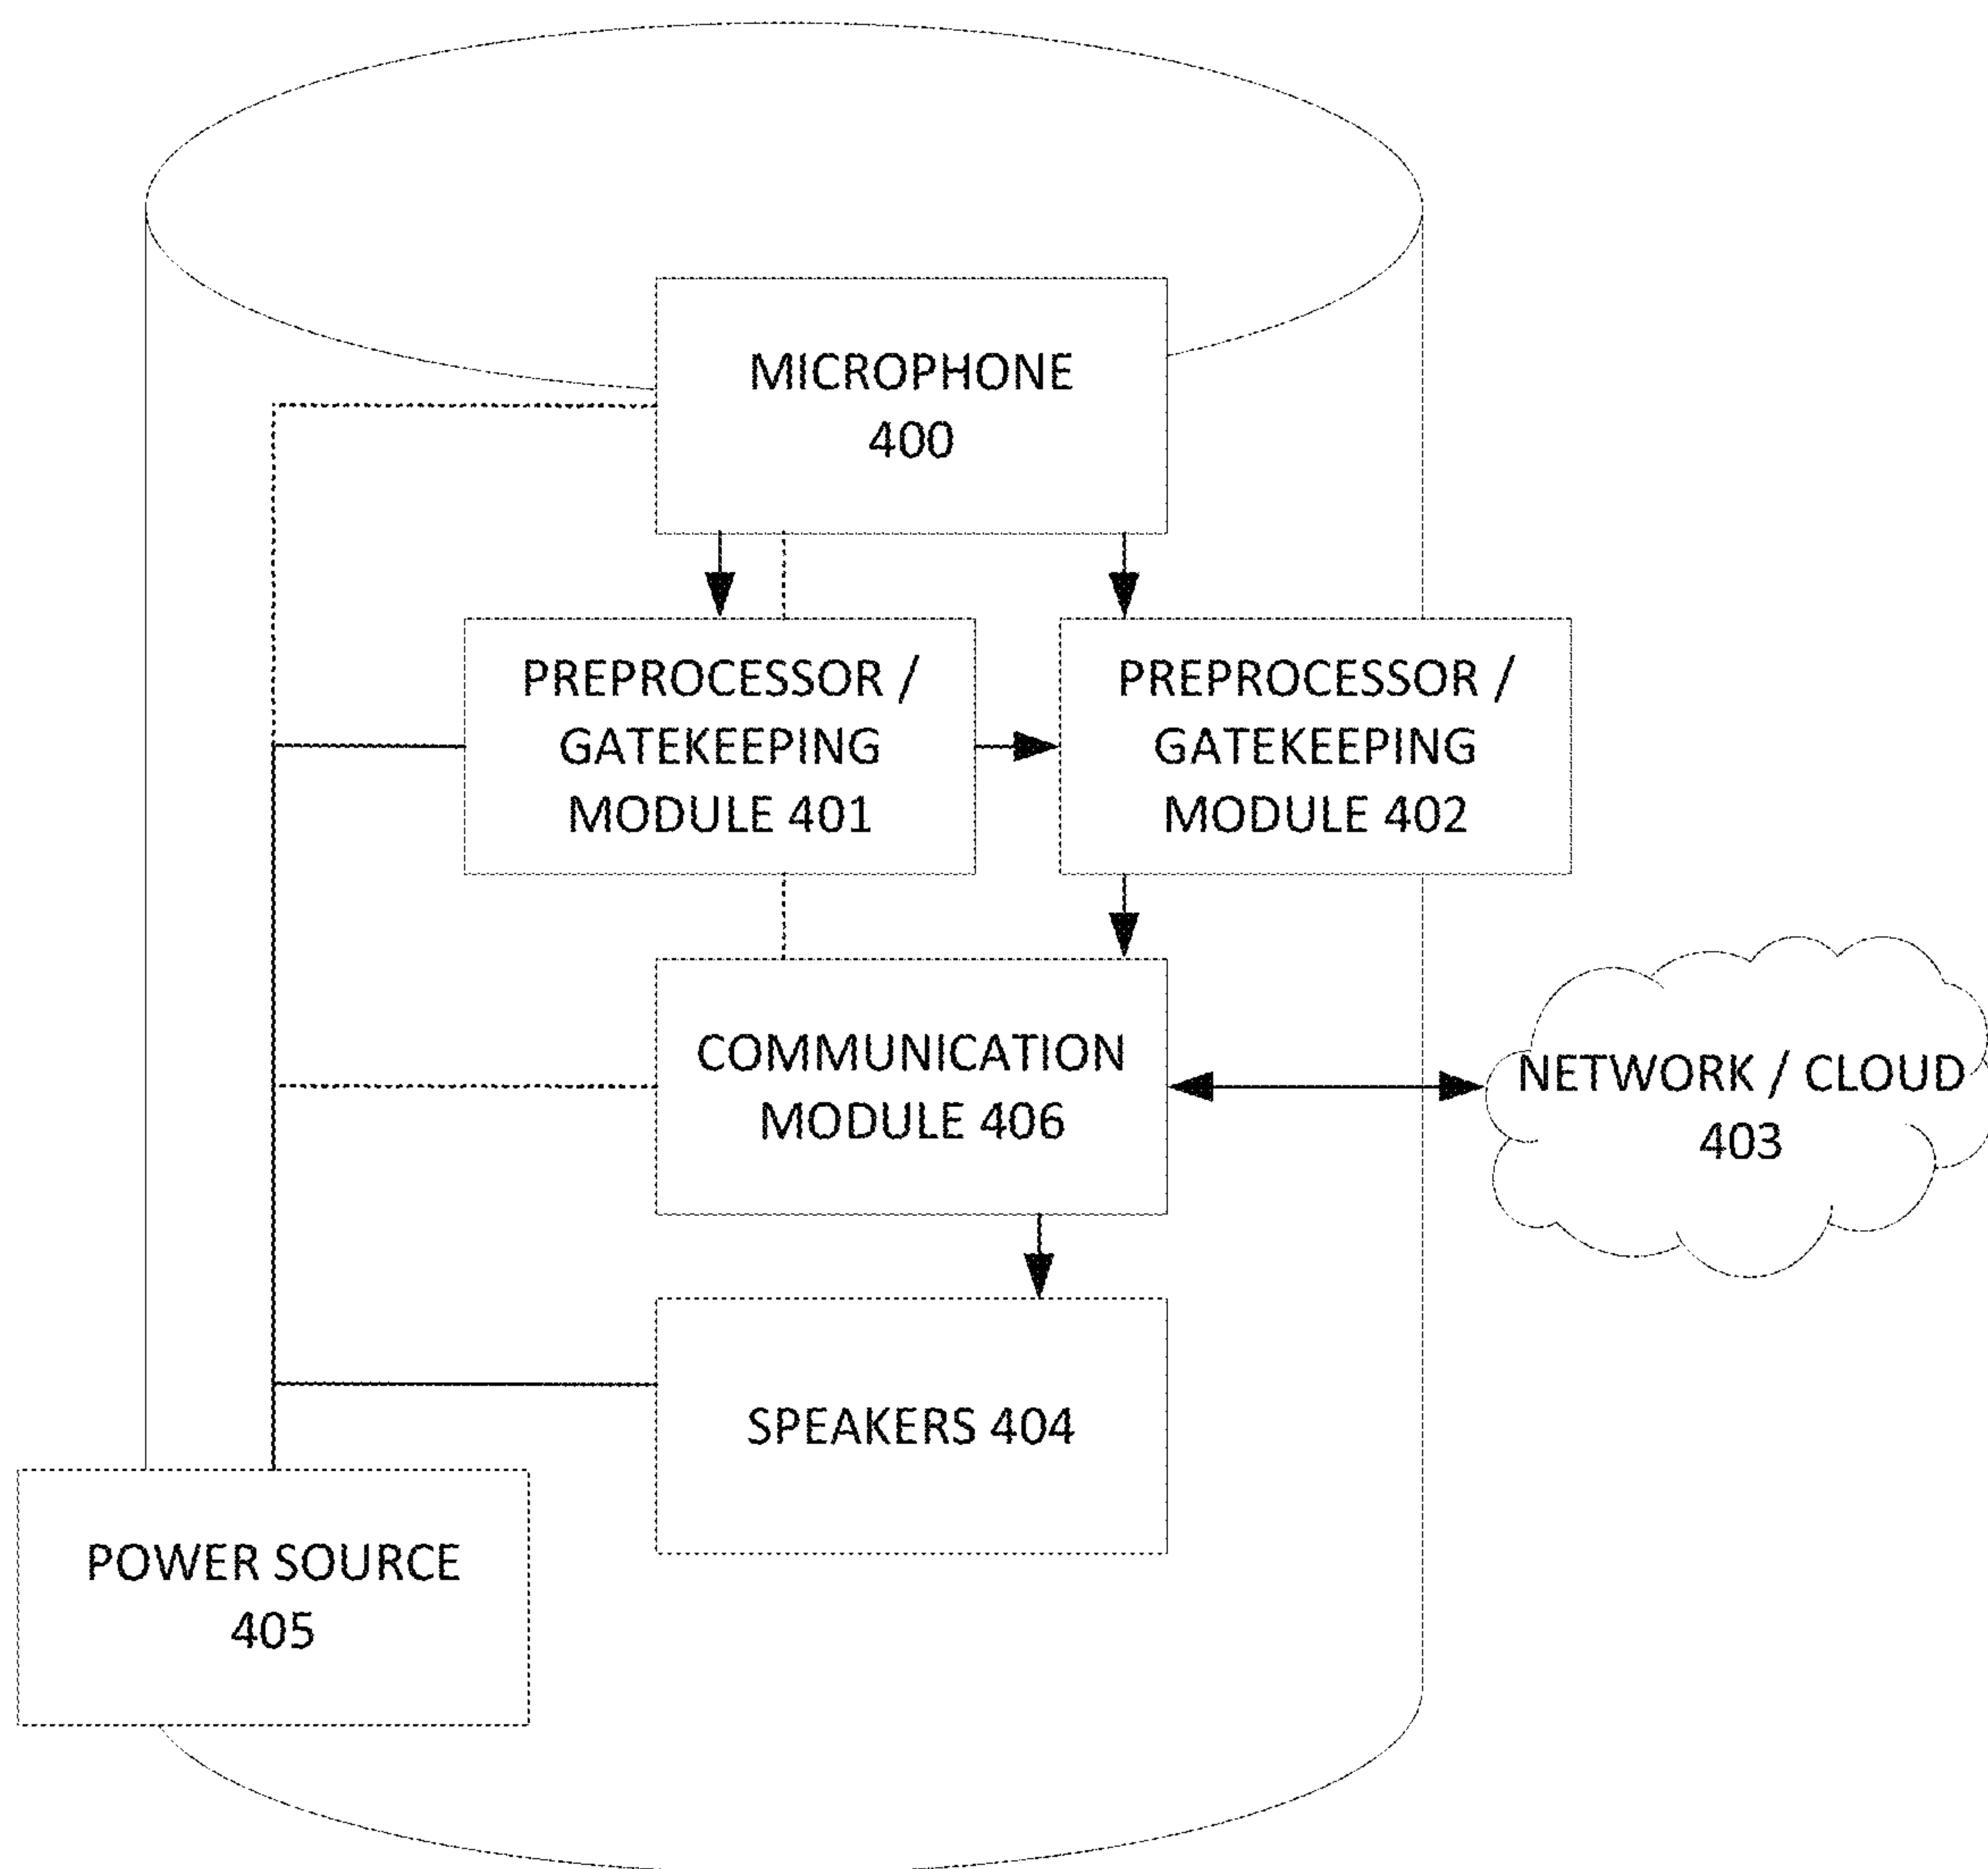 MICROPHONE
400
PREPROCESSOR /
GATEKEEPING
MODULE 401
PREPROCESSOR /
GATEKEEPING
MODULE 402
COMMUNICATION
MODULE 406
NETWORK / CLOUD
403
SPEAKERS 404
POWER SOURCE
405